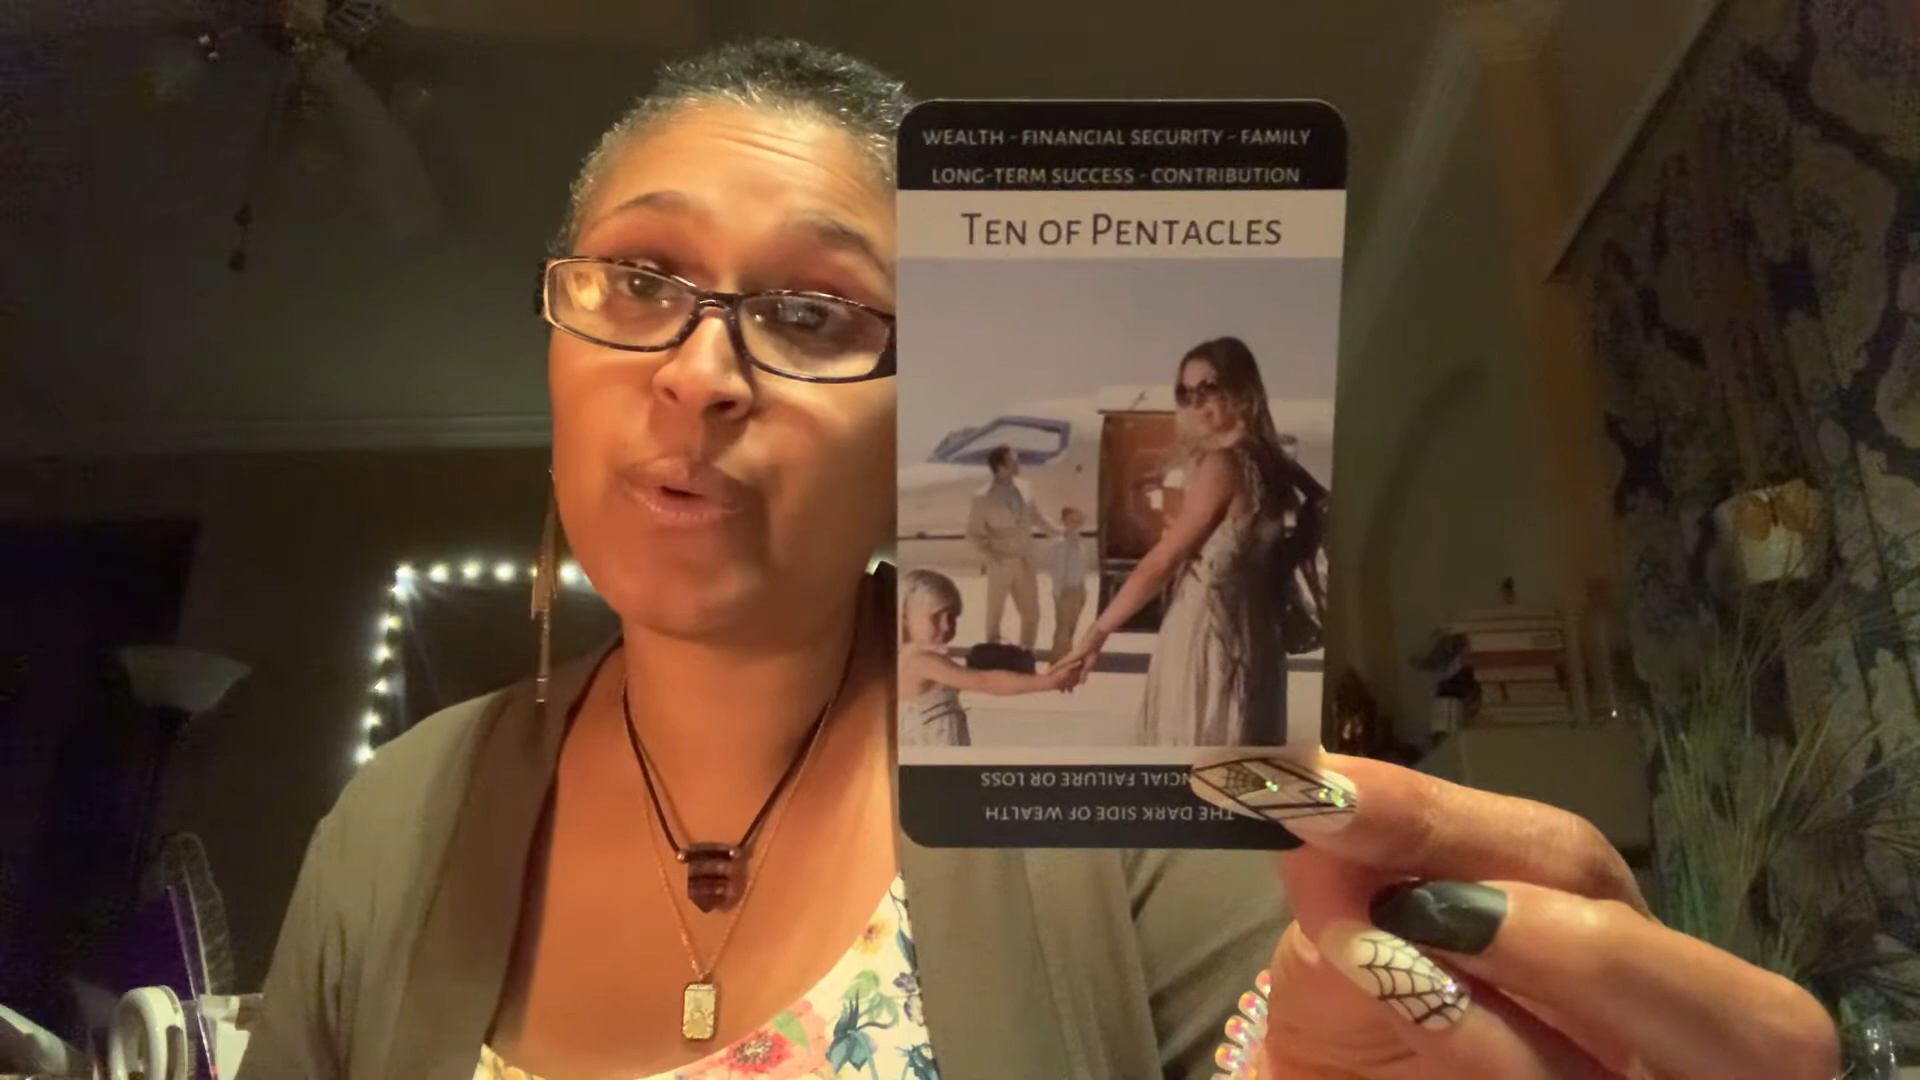 WEALTH - FINANCIAL SECURITY - FAMILY
LONG-TERM SUCCESS - CONTRIBUTION
TEN OF PENTACLES
THE DARK SIDE OF WEALTH
FAILURE OR LOSS